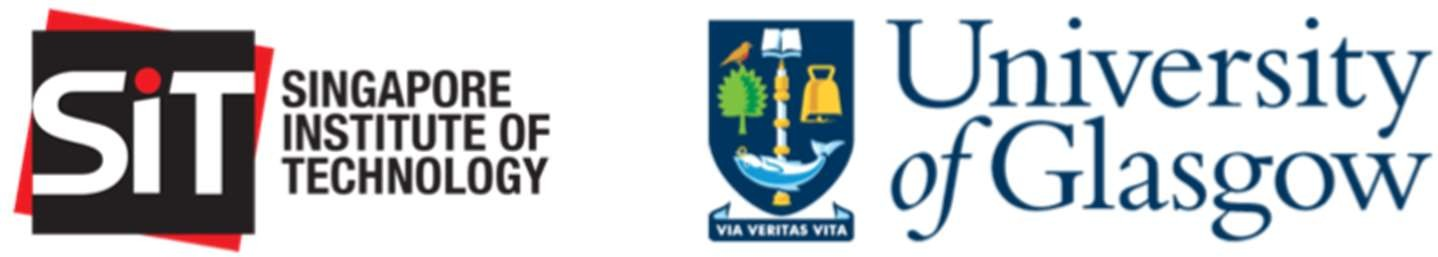 SiT
SINGAPORE
INSTITUTE OF
TECHNOLOGY
VIA VERITAS VITA
University
of Glasgow